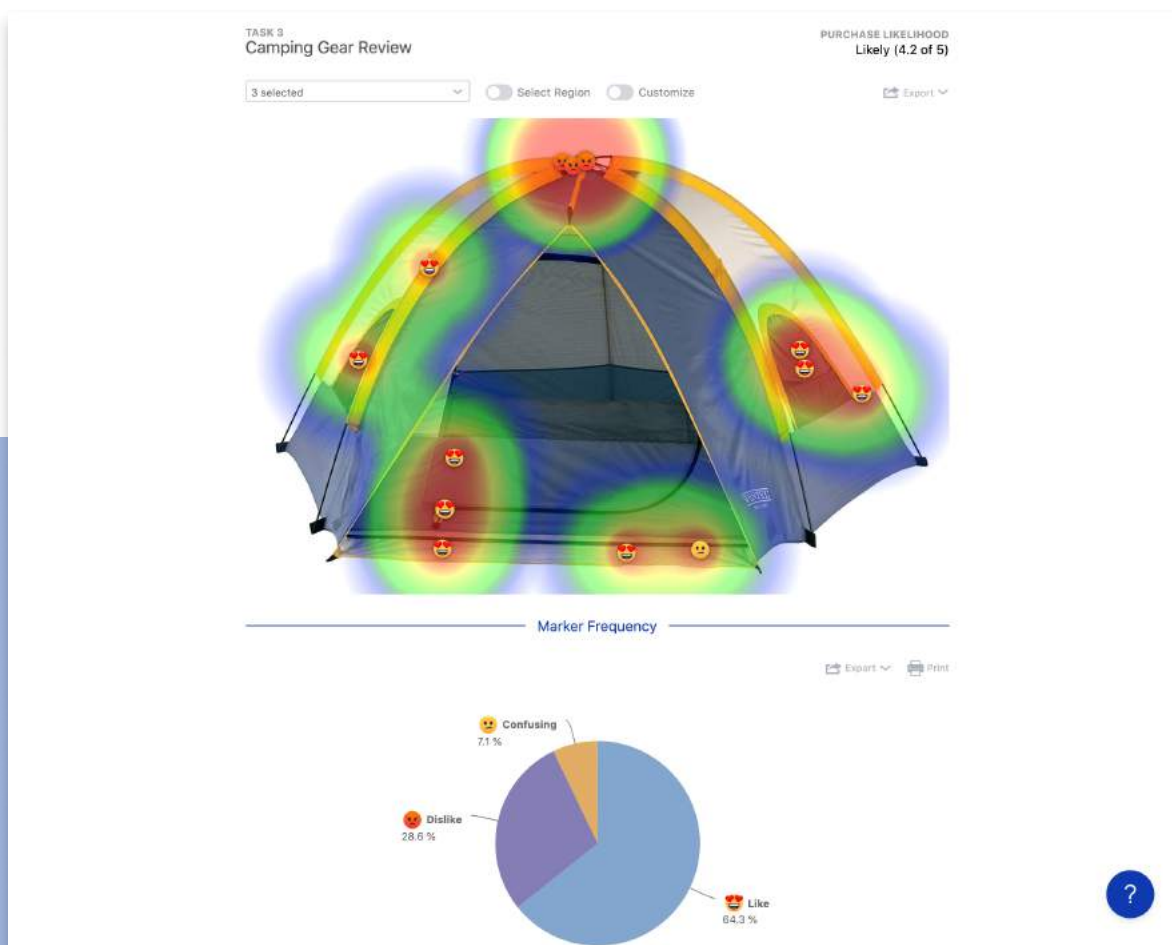 TASK 3
Camping Gear Review
PURCHASE LIKELIHOOD
Likely (4.2 of 5)
3 selected
Select Region
Customize
Export
Marker Frequency
Export
Print
Confusing
7.1 %
Dislike
28.6 %
Like
64.3 %
?